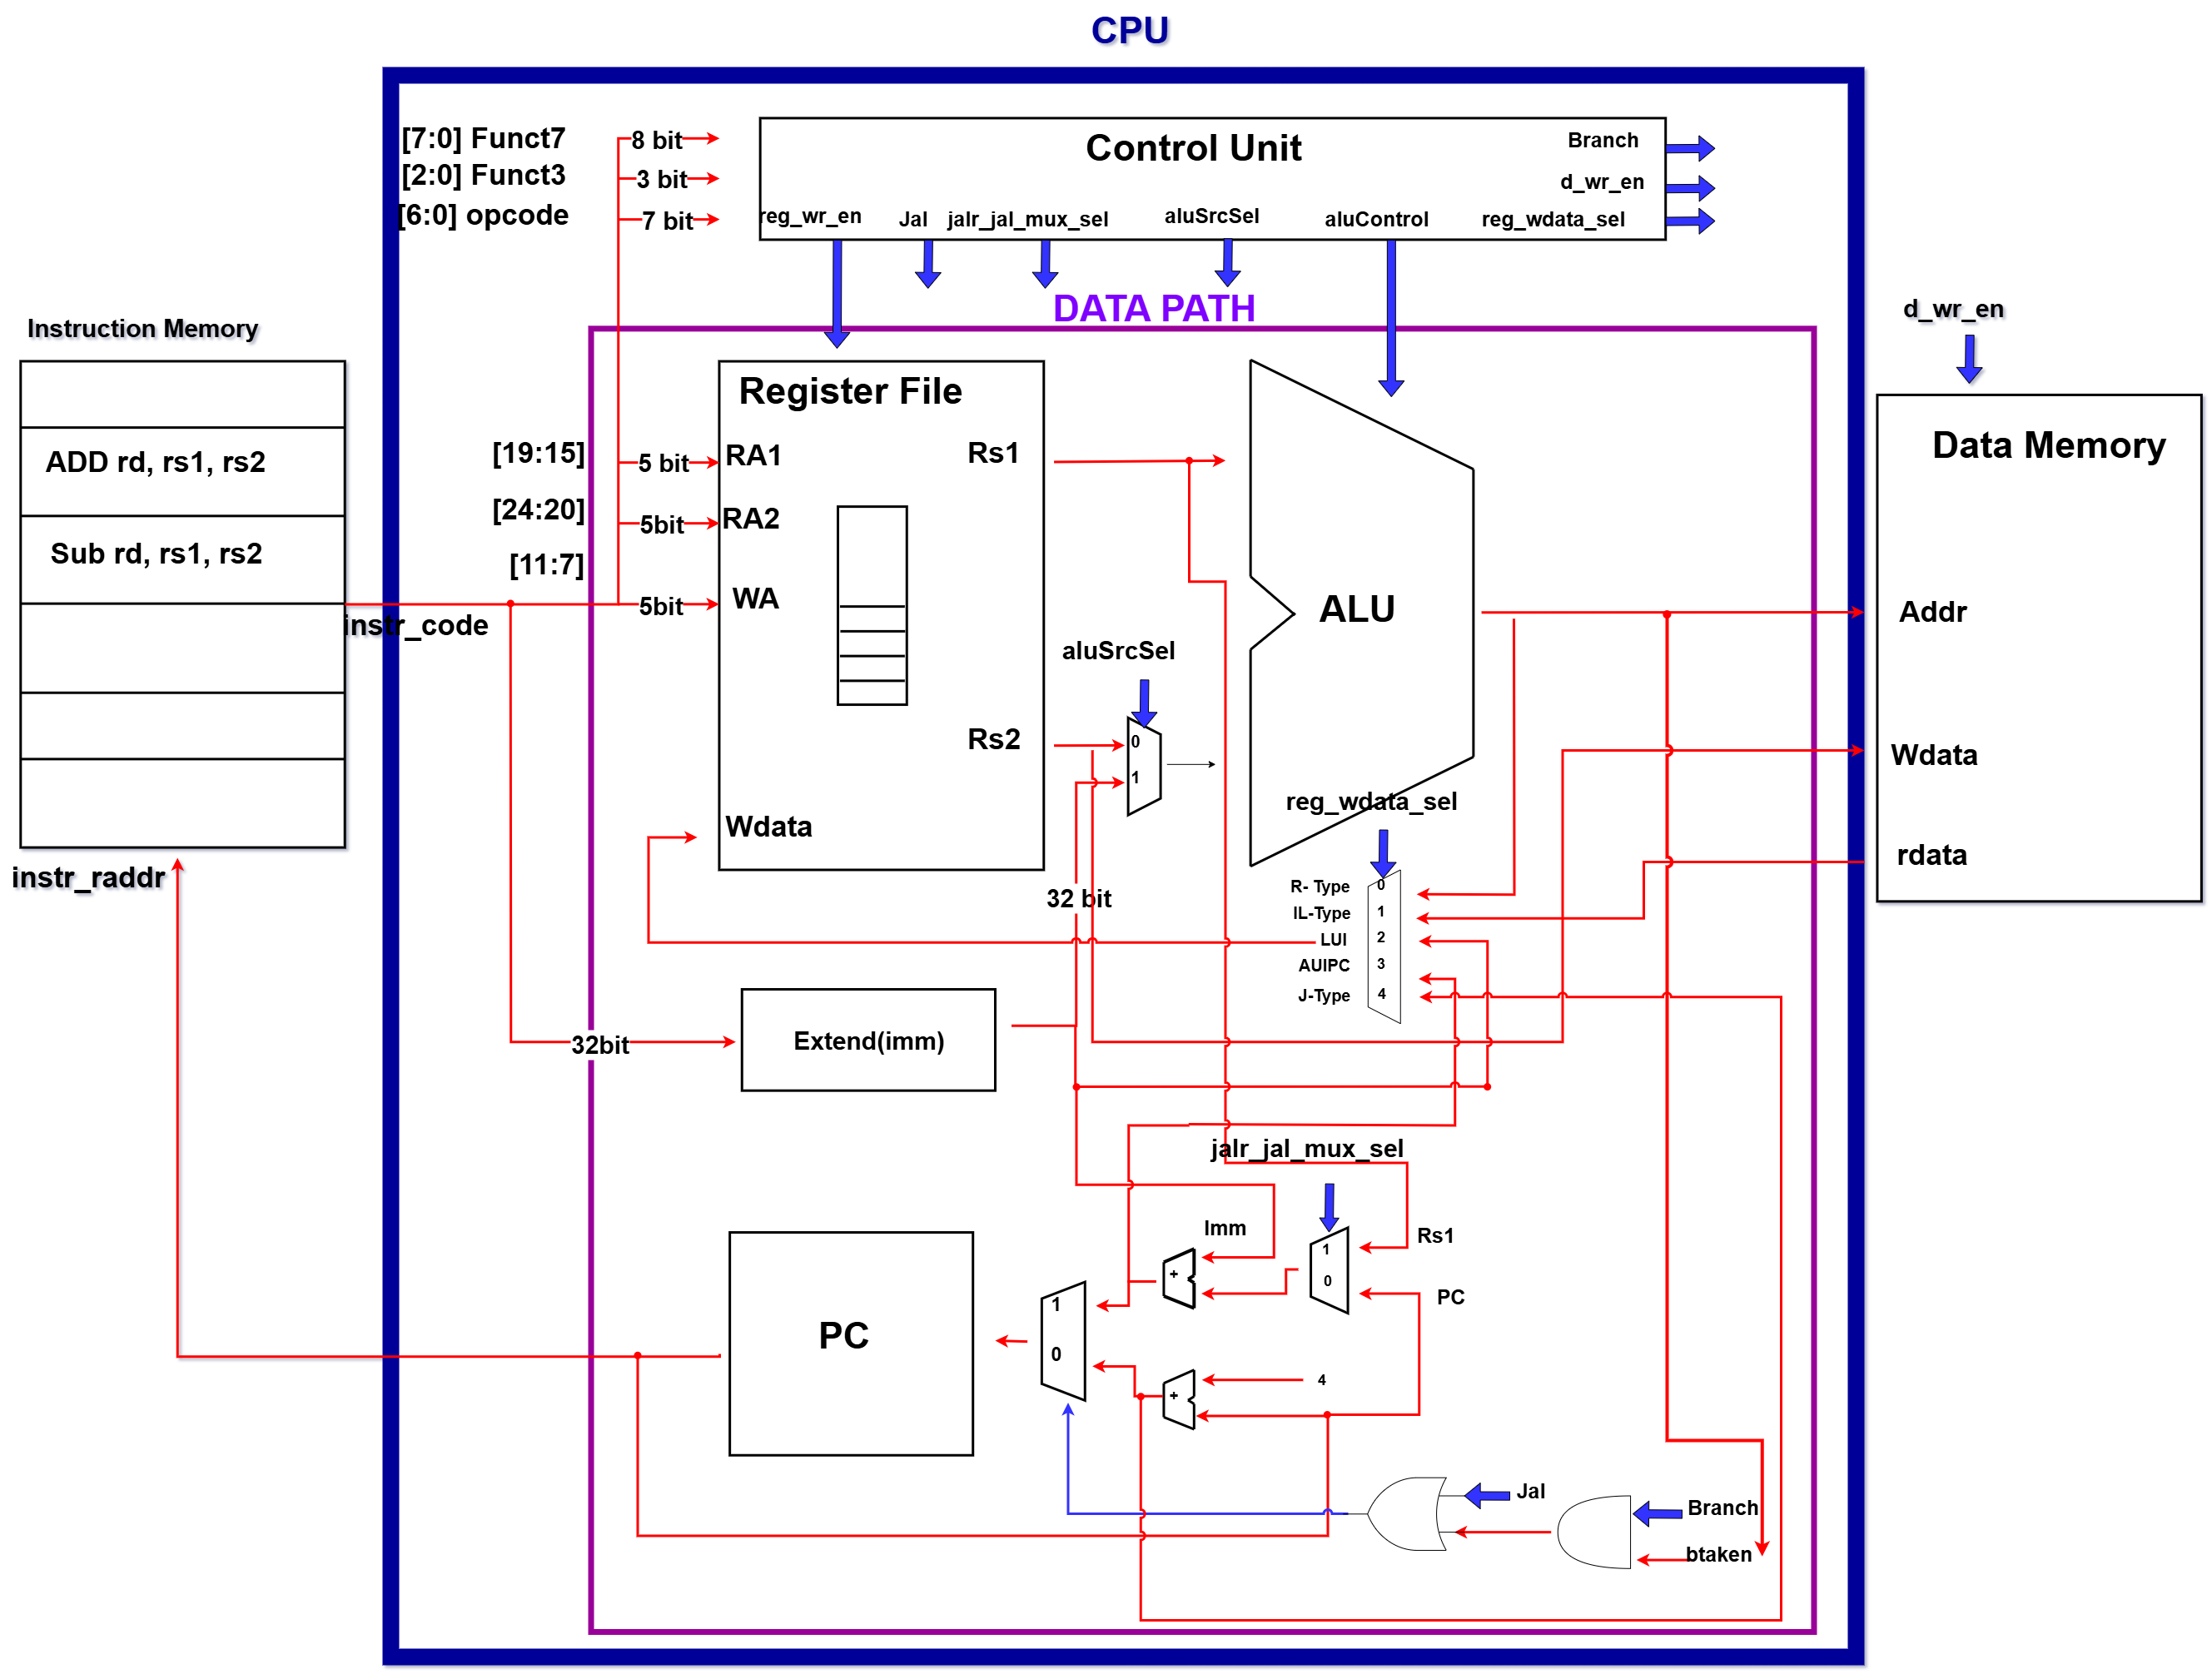 CPU
[7:0] Funct7
8 bit
[2:0] Funct3
3 bit
[6:0] opcode
7 bit
Control Unit
Branch
d_wr_en
reg_wr_en
Jal
jalr_jal_mux_sel
aluSrcSel
aluControl
reg_wdata_sel
DATA PATH
Instruction Memory
ADD rd, rs1, rs2
Sub rd, rs1, rs2
instr_code
instr_raddr
[19:15]
5 bit
[24:20]
5bit
[11:7]
5bit
Register File
RA1
RA2
WA
Wdata
Rs1
Rs2
aluSrcSel
0
1
ALU
d_wr_en
Data Memory
Addr
Wdata
rdata
reg_wdata_sel
R- Type
0
IL-Type
1
LUI
2
AUIPC
3
J-Type
4
32 bit
32bit
Extend(imm)
jalr_jal_mux_sel
Imm
+
1
0
Rs1
PC
PC
1
0
+
4
Jal
Branch
btaken